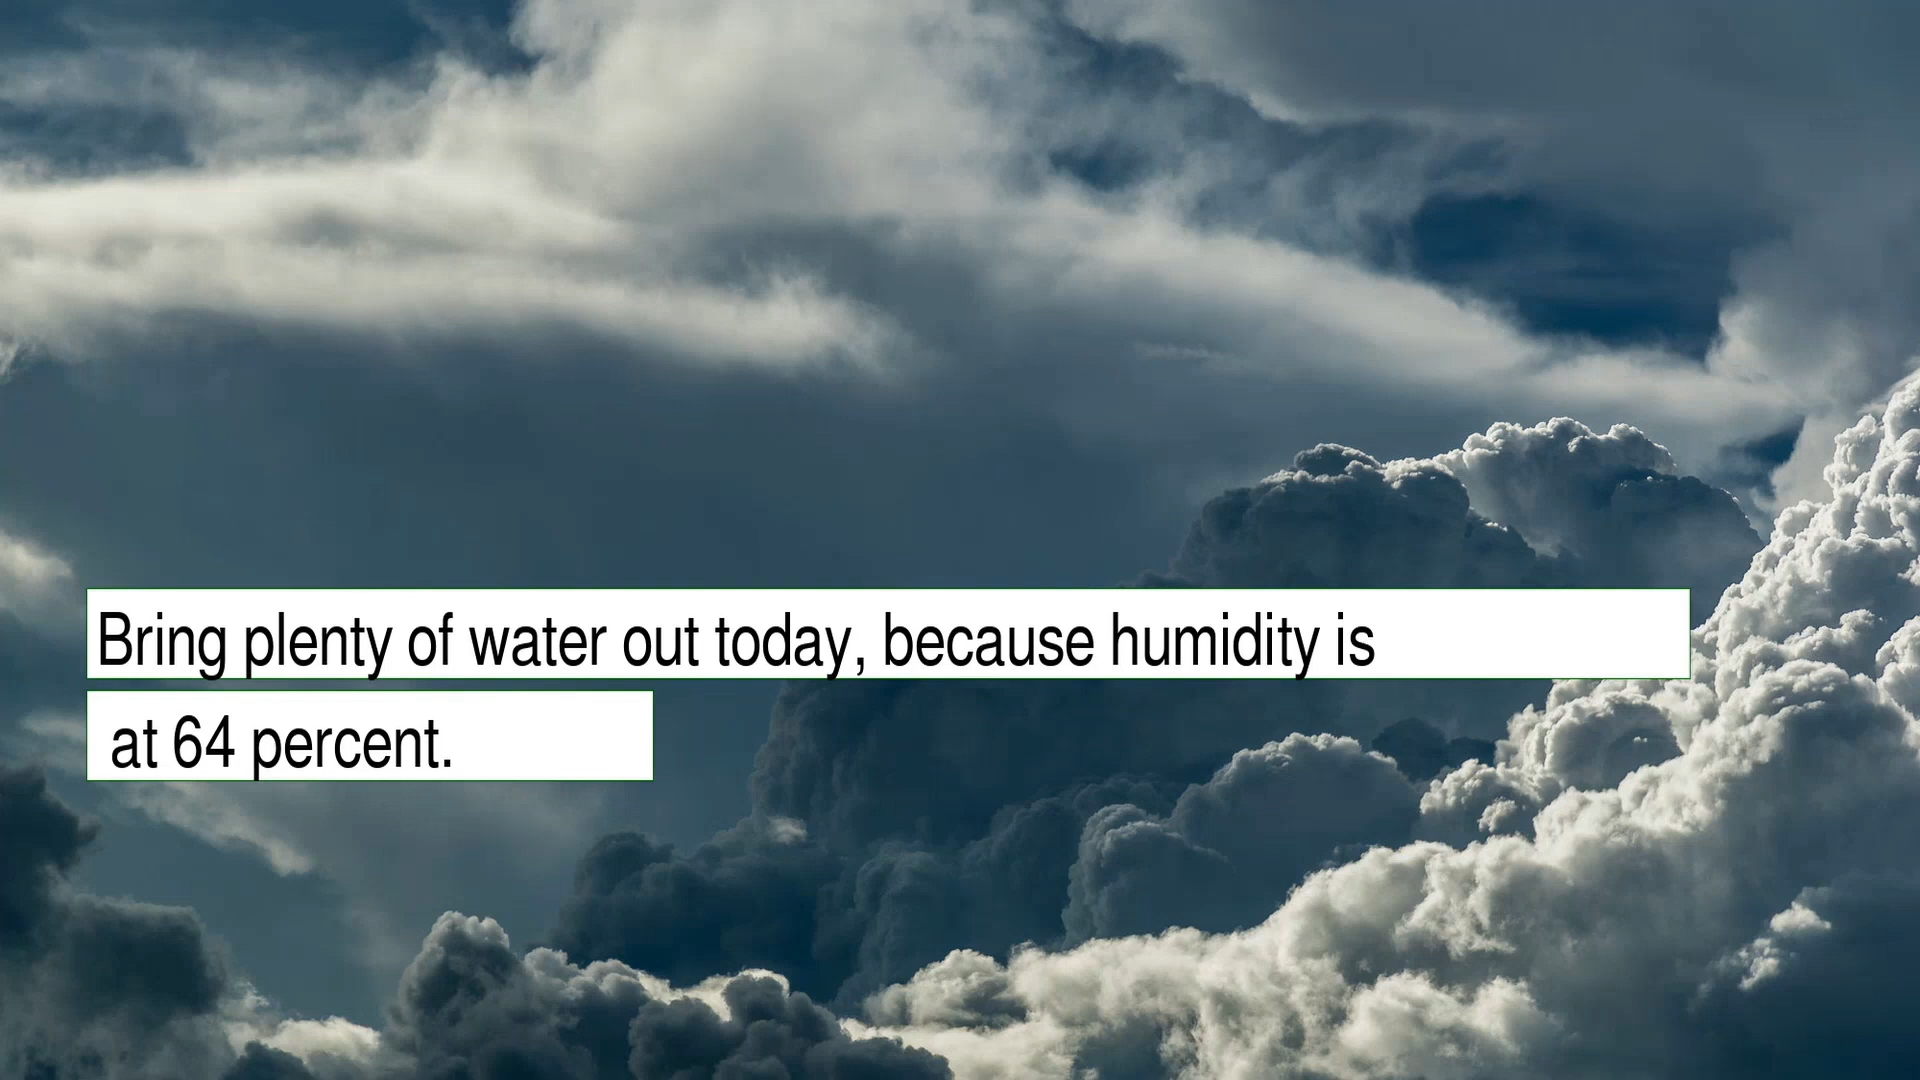 Bring plenty of water out today, because humidity is
at 64 percent.